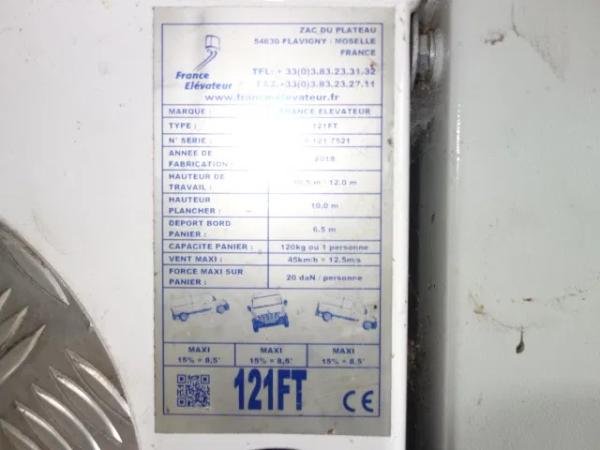 France
Elévateur
ZAC DU PLATEAU
54630 FLAVIGNY / MOSELLE
FRANCE
TEL: + 33(0)3.83.23.31.32
FAX.+33(0)3.83.23.27.11
www.france-elevateur.fr
MARQUE : FRANCE ELEVATEUR
TYPE : 121FT
N° SERIE : 121 7521
ANNEE DE
FABRICATION : 2018
HAUTEUR DE
TRAVAIL : / 12.0 m
HAUTEUR
PLANCHER : 10.0 m
DEPORT BORD
PANIER : 6.5 m
CAPACITE PANIER : 120kg ou 1 personne
VENT MAXI : 45km/h = 12.5m/s
FORCE MAXI SUR
PANIER : 20 daN / personne
MAXI MAXI MAXI
15% = 8,5° 15% = 8,5° 15% = 8,5°
121FT CE